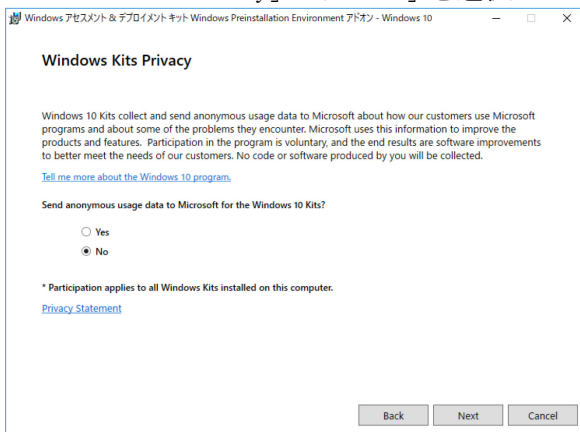 Windows アセスメント & デプロイメント キット Windows Preinstallation Environment アドオン - Windows 10
Windows Kits Privacy
Windows 10 Kits collect and send anonymous usage data to Microsoft about how our customers use Microsoft
programs and about some of the problems they encounter. Microsoft uses this information to improve the
products and features. Participation in the program is voluntary, and the end results are software improvements
to better meet the needs of our customers. No code or software produced by you will be collected.
Tell me more about the Windows 10 program.
Send anonymous usage data to Microsoft for the Windows 10 Kits?
Yes
No
* Participation applies to all Windows Kits installed on this computer.
Privacy Statement
Back Next Cancel